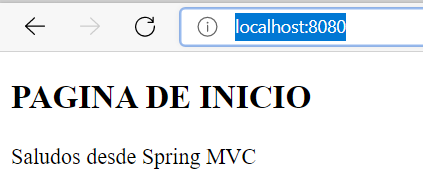 localhost:8080
PAGINA DE INICIO
Saludos desde Spring MVC